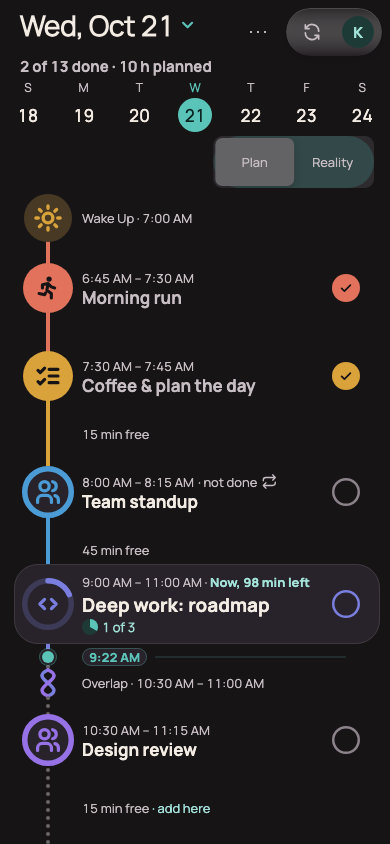 Wed, Oct 21
...
K
2 of 13 done · 10 h planned
S M T W T F S
18 19 20 21 22 23 24
Plan Reality
Wake Up · 7:00 AM
6:45 AM – 7:30 AM
Morning run
7:30 AM – 7:45 AM
Coffee & plan the day
15 min free
8:00 AM – 8:15 AM · not done
Team standup
45 min free
9:00 AM – 11:00 AM · Now, 98 min left
Deep work: roadmap
1 of 3
9:22 AM
Overlap · 10:30 AM – 11:00 AM
10:30 AM – 11:15 AM
Design review
15 min free · add here